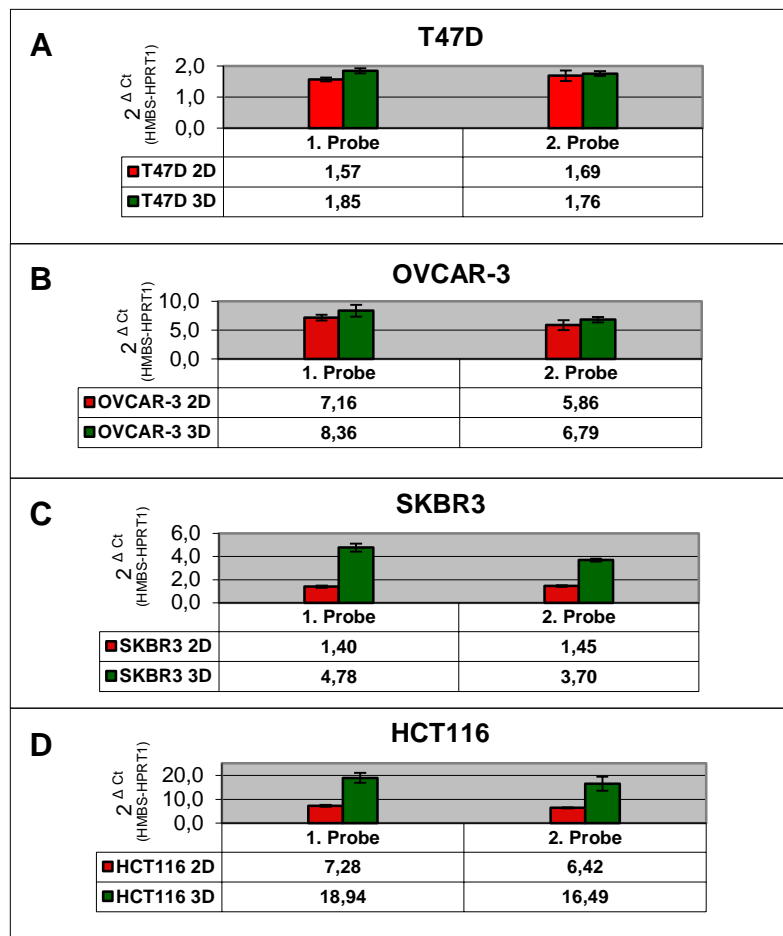 A
T47D
2 Δ Ct
(HMBS-HPRT1)
2,0
1,0
0,0
1. Probe 2. Probe
T47D 2D 1,57 1,69
T47D 3D 1,85 1,76
B
OVCAR-3
2 Δ Ct
(HMBS-HPRT1)
10,0
5,0
0,0
1. Probe 2. Probe
OVCAR-3 2D 7,16 5,86
OVCAR-3 3D 8,36 6,79
C
SKBR3
2 Δ Ct
(HMBS-HPRT1)
6,0
4,0
2,0
0,0
1. Probe 2. Probe
SKBR3 2D 1,40 1,45
SKBR3 3D 4,78 3,70
D
HCT116
2 Δ Ct
(HMBS-HPRT1)
20,0
10,0
0,0
1. Probe 2. Probe
HCT116 2D 7,28 6,42
HCT116 3D 18,94 16,49